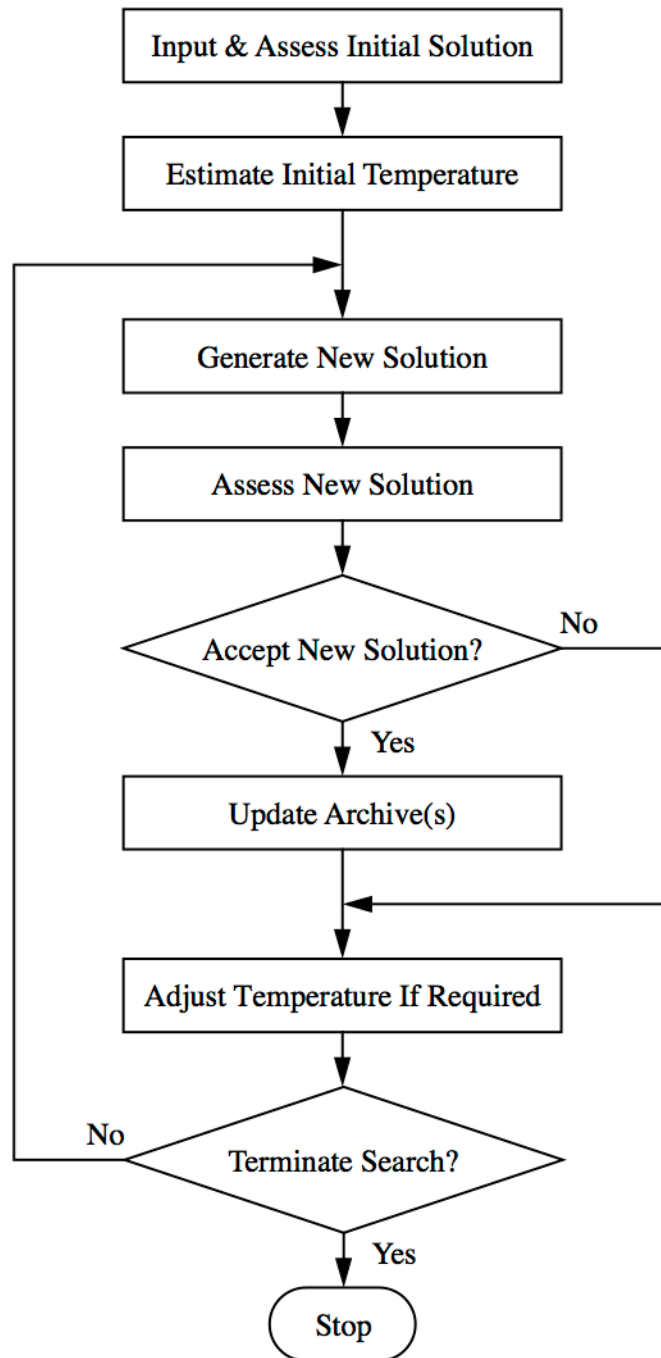 Input & Assess Initial Solution
Estimate Initial Temperature
Generate New Solution
Assess New Solution
Accept New Solution?
No
Yes
Update Archive(s)
Adjust Temperature If Required
No
Terminate Search?
Yes
Stop